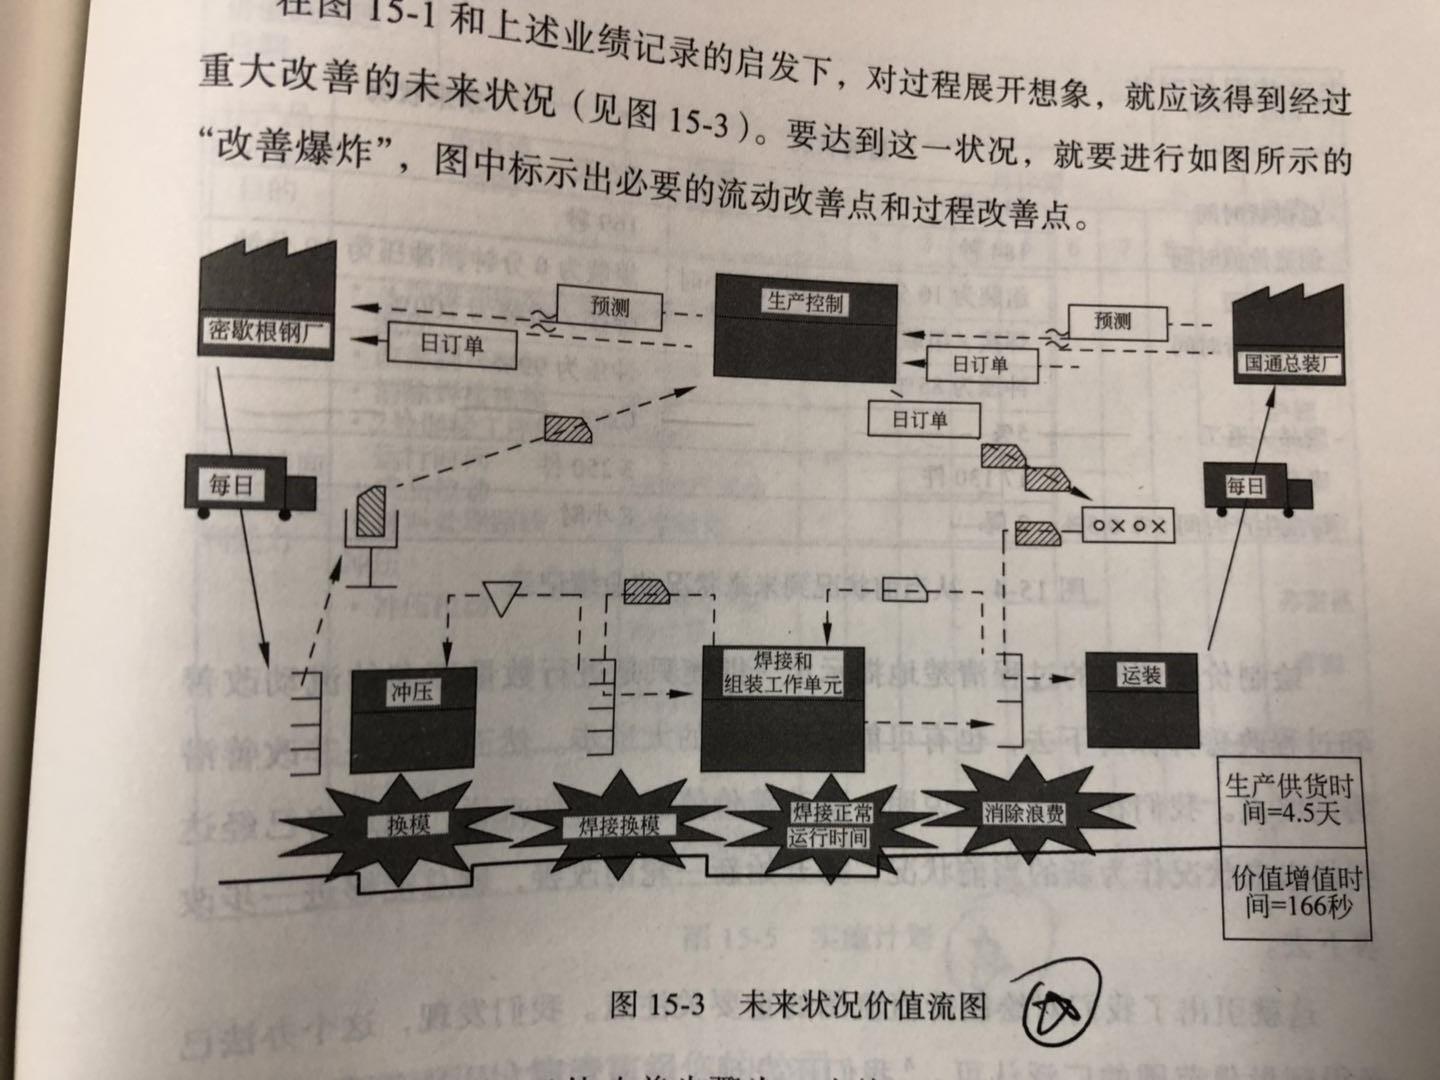 在图 15-1 和上述业绩记录的启发下，对过程展开想象，就应该得到经过
重大改善的未来状况（见图 15-3）。要达到这一状况，就要进行如图所示的
“改善爆炸”，图中标示出必要的流动改善点和过程改善点。
密歇根钢厂
预测
日订单
生产控制
预测
日订单
国通总装厂
日订单
每日
每日
O×O×
冲压
焊接和
组装工作单元
运装
换模
焊接换模
焊接正常
运行时间
消除浪费
生产供货时
间=4.5天
价值增值时
间=166秒
图 15-3 未来状况价值流图